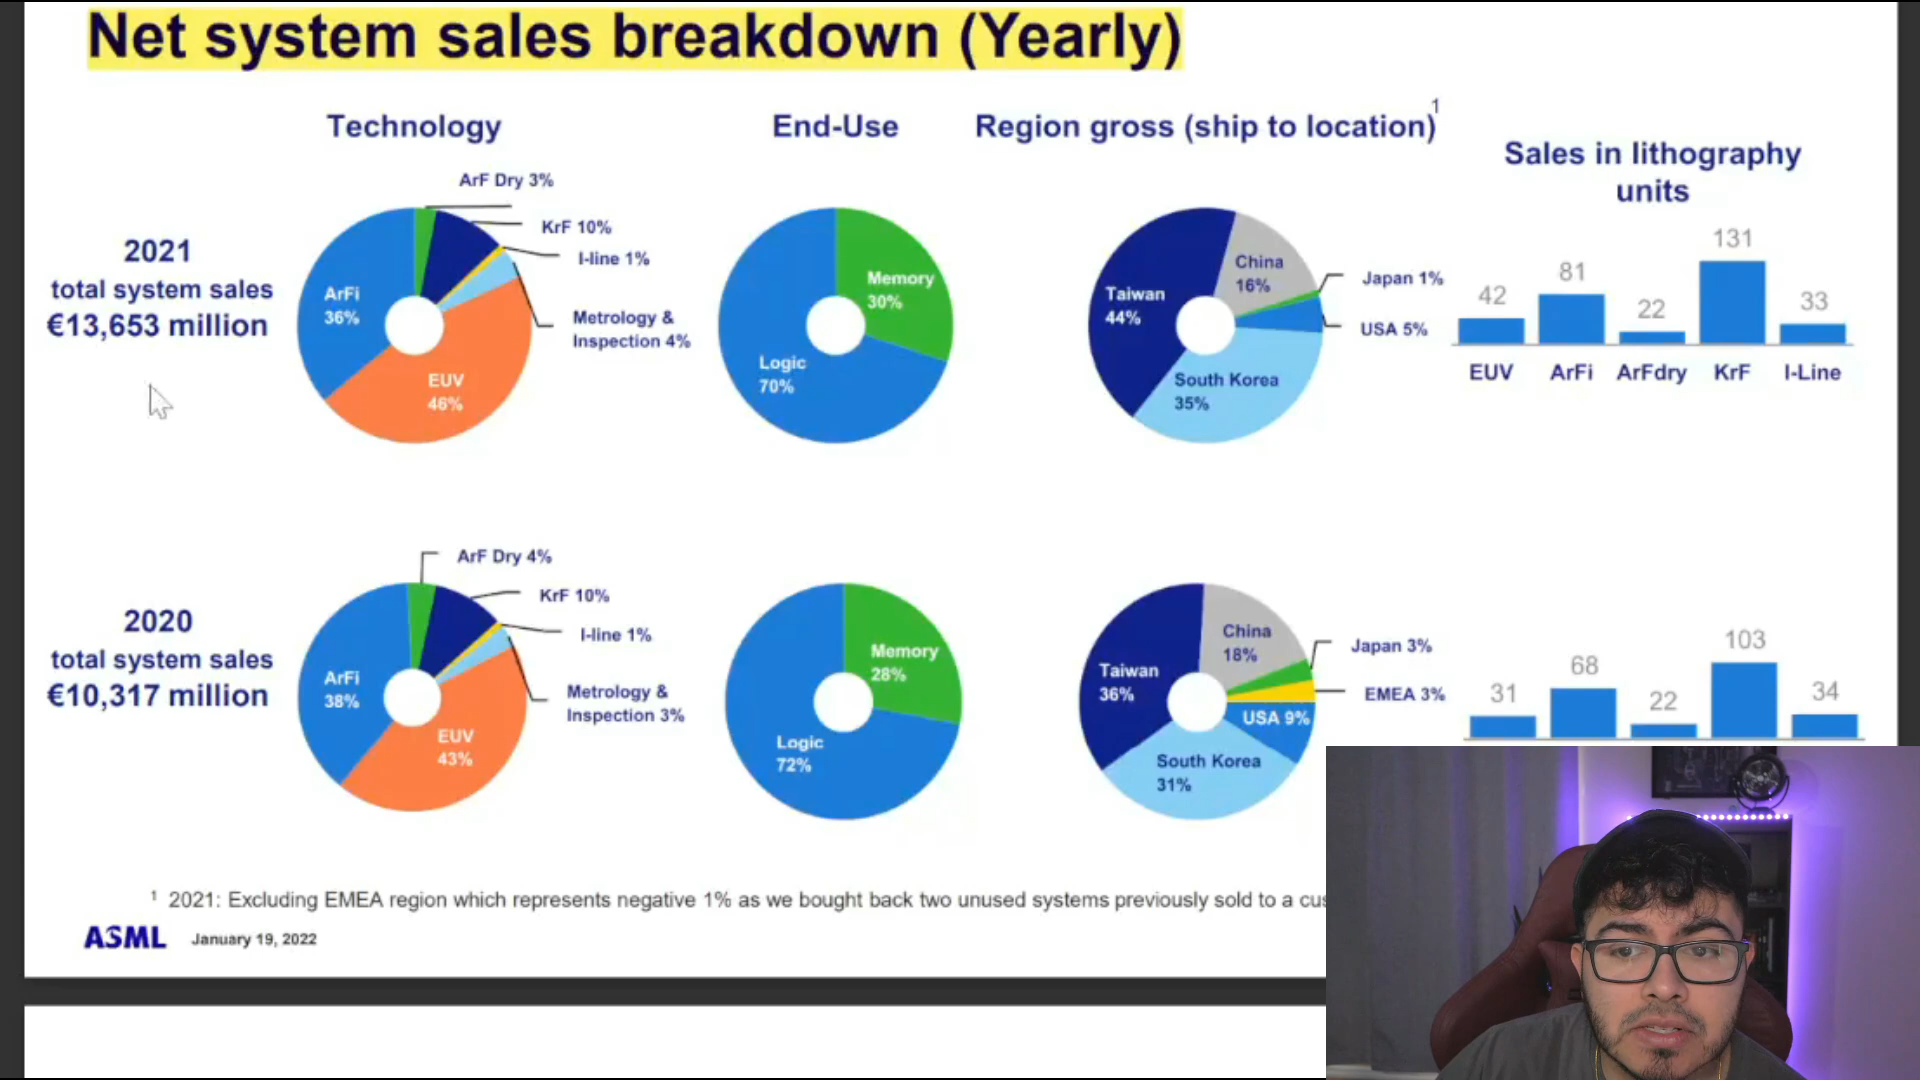 Net system sales breakdown (Yearly)
Technology
End-Use
Region gross (ship to location)
1
Sales in lithography
units
2021
total system sales
€13,653 million
ArF Dry 3%
KrF 10%
I-line 1%
Metrology &
Inspection 4%
ArFi
36%
EUV
46%
Memory
30%
Logic
70%
Taiwan
44%
China
16%
Japan 1%
USA 5%
South Korea
35%
42
81
22
131
33
EUV
ArFi
ArFdry
KrF
I-Line
2020
total system sales
€10,317 million
ArF Dry 4%
KrF 10%
I-line 1%
Metrology &
Inspection 3%
ArFi
38%
EUV
43%
Memory
28%
Logic
72%
Taiwan
36%
China
18%
Japan 3%
EMEA 3%
USA 9%
South Korea
31%
31
68
22
103
34
1 2021: Excluding EMEA region which represents negative 1% as we bought back two unused systems previously sold to a
ASML
January 19, 2022